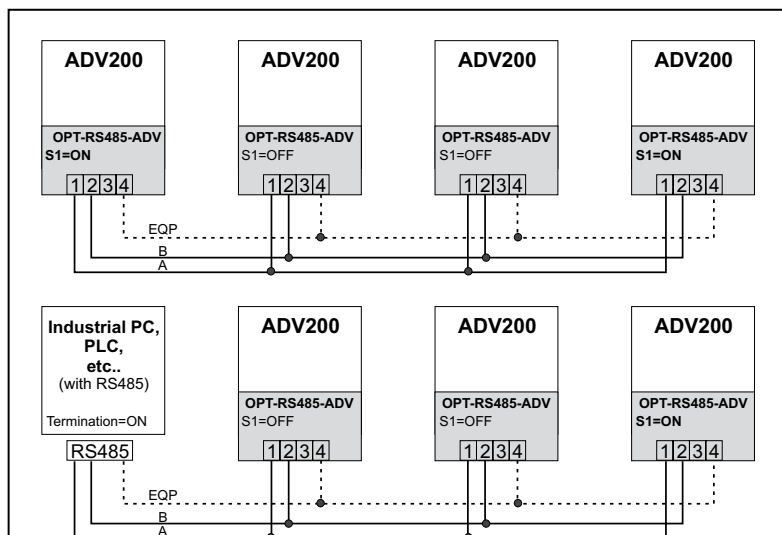 ADV200 ADV200 ADV200 ADV200
OPT-RS485-ADV OPT-RS485-ADV OPT-RS485-ADV OPT-RS485-ADV
S1=ON S1=OFF S1=OFF S1=ON
1 2 3 4 1 2 3 4 1 2 3 4 1 2 3 4
EQP
B
A
Industrial PC, ADV200 ADV200 ADV200
PLC,
etc..
(with RS485)
OPT-RS485-ADV OPT-RS485-ADV OPT-RS485-ADV
Termination=ON S1=OFF S1=OFF S1=ON
RS485 1 2 3 4 1 2 3 4 1 2 3 4
EQP
B
A